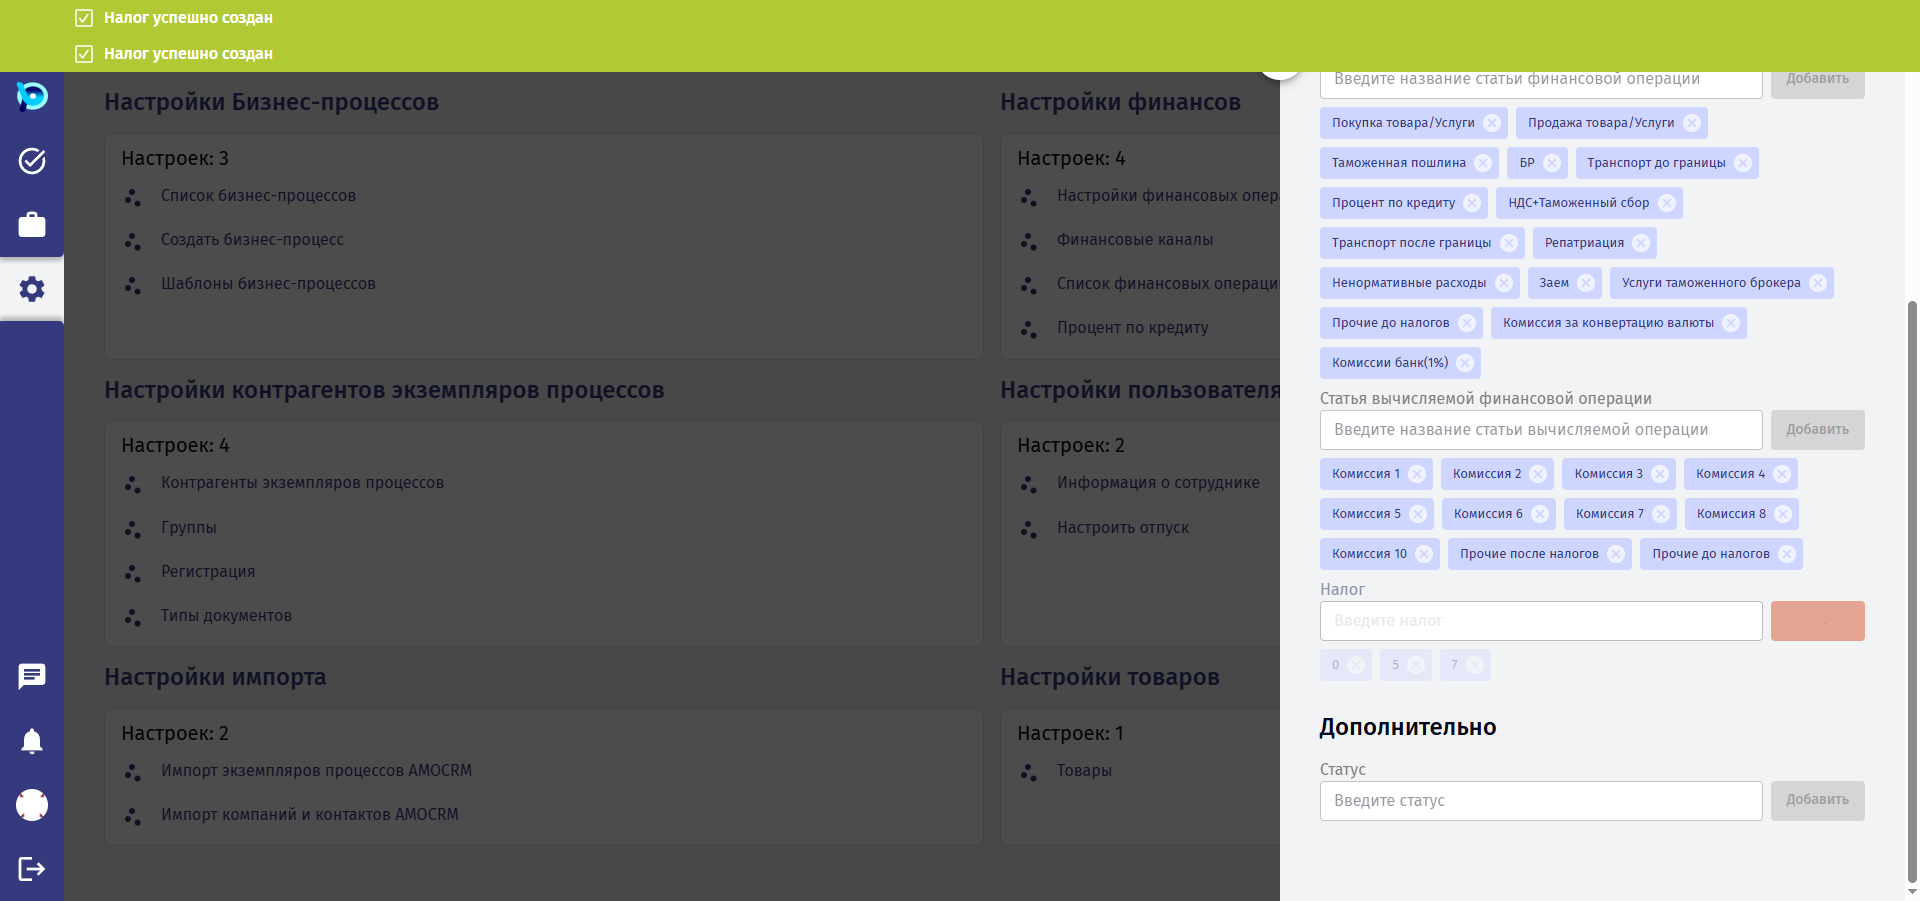 Налог успешно создан
Налог успешно создан
Настройки Бизнес-процессов
Настроек: 3
Список бизнес-процессов
Создать бизнес-процесс
Шаблоны бизнес-процессов
Настройки финансов
Настроек: 4
Настройки финансовых опер
Финансовые каналы
Список финансовых операци
Процент по кредиту
Настройки контрагентов экземпляров процессов
Настроек: 4
Контрагенты экземпляров процессов
Группы
Регистрация
Типы документов
Настройки пользователя
Настроек: 2
Информация о сотруднике
Настроить отпуск
Настройки импорта
Настроек: 2
Импорт экземпляров процессов AMOCRM
Импорт компаний и контактов AMOCRM
Настройки товаров
Настроек: 1
Товары
Введите название статьи финансовой операции Добавить
Покупка товара/Услуги Продажа товара/Услуги
Таможенная пошлина БР Транспорт до границы
Процент по кредиту НДС+Таможенный сбор
Транспорт после границы Репатриация
Ненормативные расходы Заем Услуги таможенного брокера
Прочие до налогов Комиссия за конвертацию валюты
Комиссии банк(1%)
Статья вычисляемой финансовой операции
Введите название статьи вычисляемой операции Добавить
Комиссия 1 Комиссия 2 Комиссия 3 Комиссия 4
Комиссия 5 Комиссия 6 Комиссия 7 Комиссия 8
Комиссия 10 Прочие после налогов Прочие до налогов
Налог
Введите налог
0 5 7
Дополнительно
Статус
Введите статус Добавить